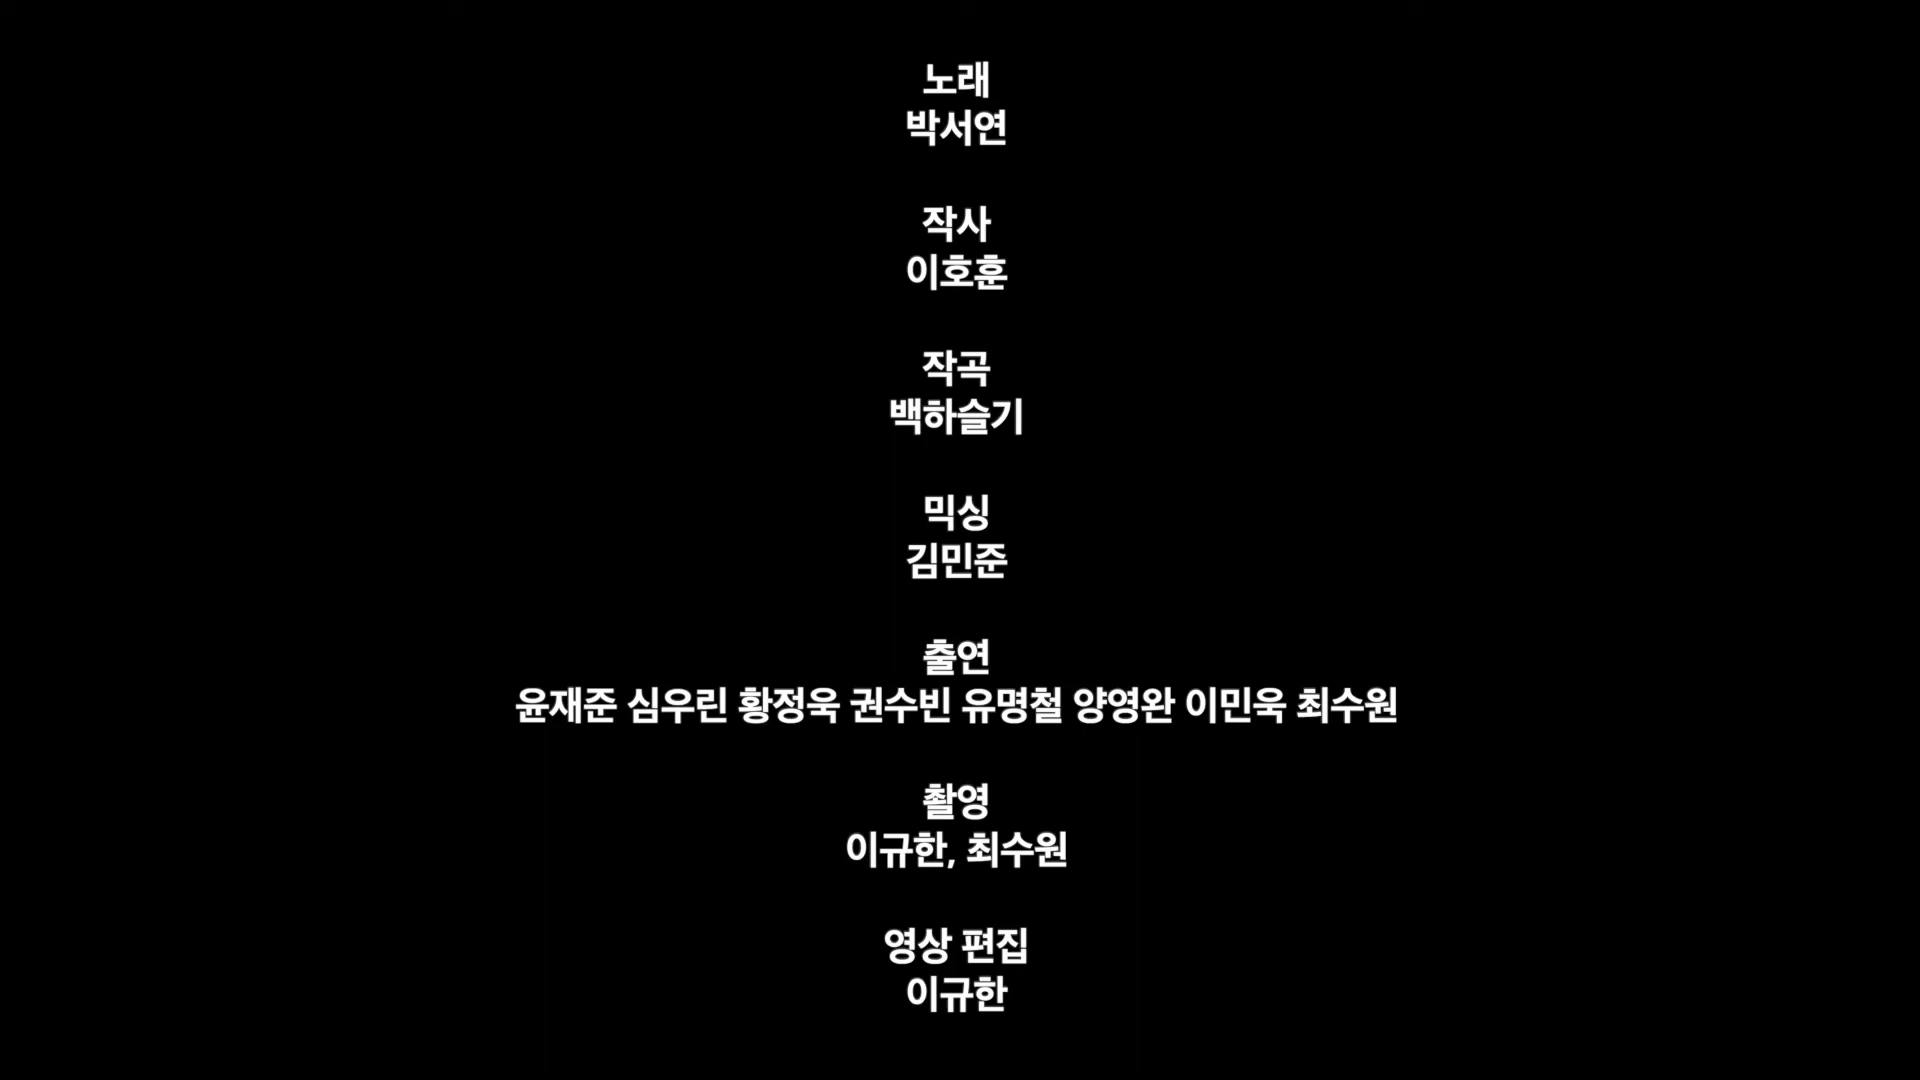 노래
박서연
작사
이호훈
작곡
백하슬기
믹싱
김민준
출연
윤재준 심우린 황정욱 권수빈 유명철 양영완 이민욱 최수원
촬영
이규한, 최수원
영상 편집
이규한